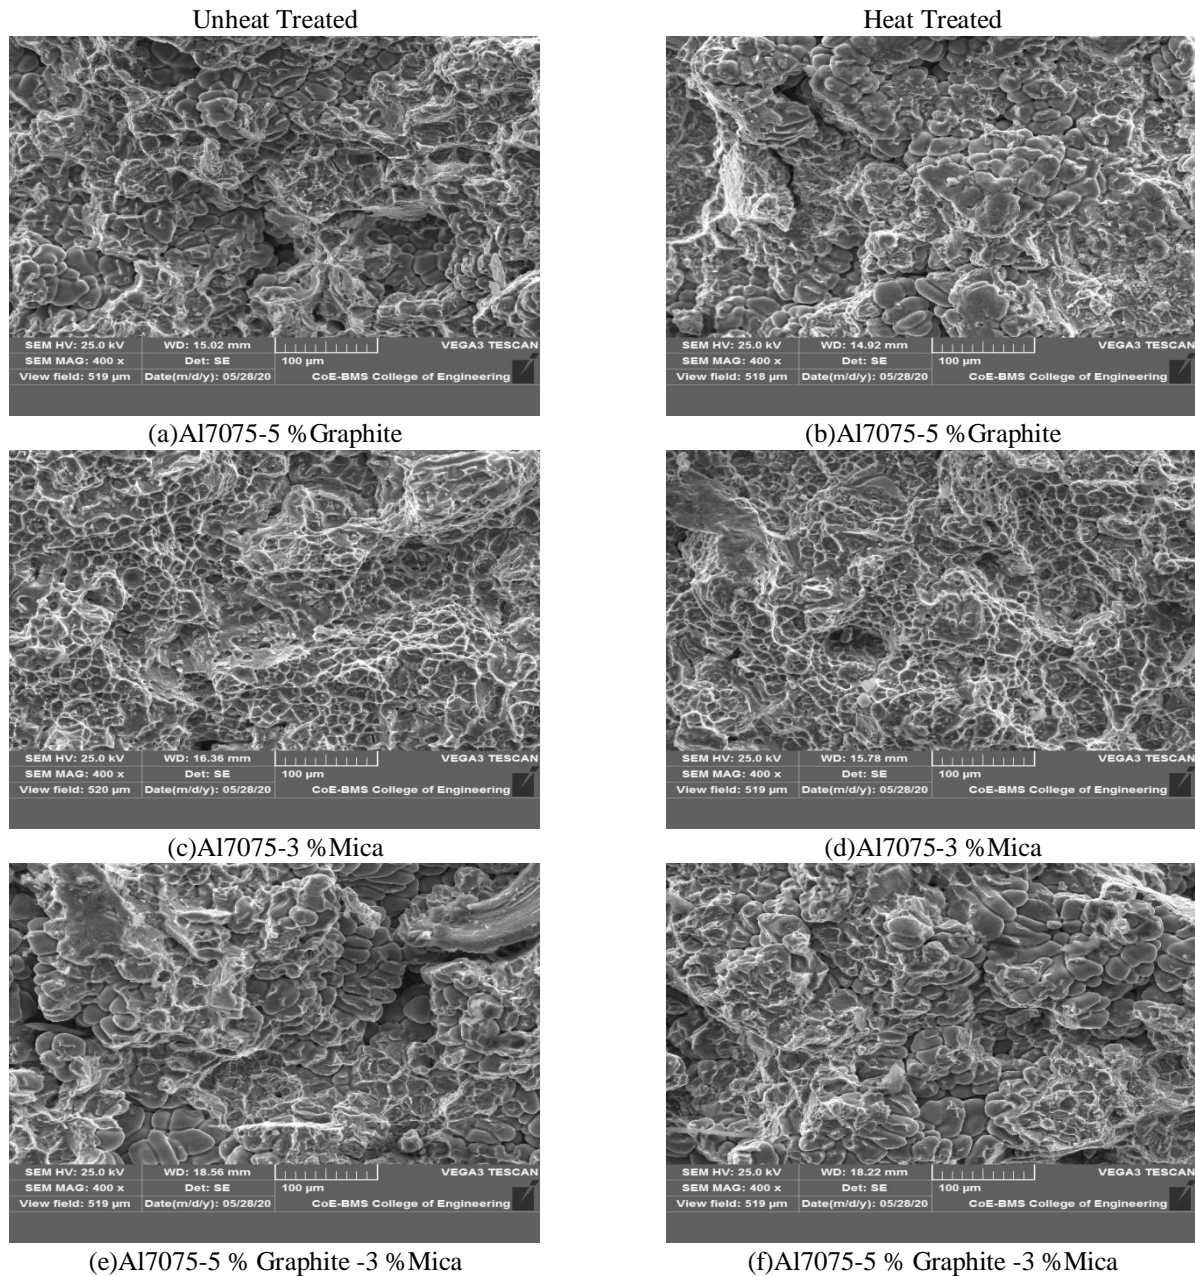 Unheat Treated
Heat Treated
SEM HV: 25.0 kV WD: 15.02 mm VEGA3 TESCAN
SEM MAG: 400 x Det: SE 100 µm
View field: 519 µm Date(m/d/y): 05/28/20 CoE-BMS College of Engineering
SEM HV: 25.0 kV WD: 14.92 mm VEGA3 TESCAN
SEM MAG: 400 x Det: SE 100 µm
View field: 518 µm Date(m/d/y): 05/28/20 CoE-BMS College of Engineering
(a)Al7075-5 %Graphite
(b)Al7075-5 %Graphite
SEM HV: 25.0 kV WD: 16.36 mm VEGA3 TESCAN
SEM MAG: 400 x Det: SE 100 µm
View field: 520 µm Date(m/d/y): 05/28/20 CoE-BMS College of Engineering
SEM HV: 25.0 kV WD: 15.78 mm VEGA3 TESCAN
SEM MAG: 400 x Det: SE 100 µm
View field: 519 µm Date(m/d/y): 05/28/20 CoE-BMS College of Engineering
(c)Al7075-3 %Mica
(d)Al7075-3 %Mica
SEM HV: 25.0 kV WD: 18.56 mm VEGA3 TESCAN
SEM MAG: 400 x Det: SE 100 µm
View field: 519 µm Date(m/d/y): 05/28/20 CoE-BMS College of Engineering
SEM HV: 25.0 kV WD: 18.22 mm VEGA3 TESCAN
SEM MAG: 400 x Det: SE 100 µm
View field: 519 µm Date(m/d/y): 05/28/20 CoE-BMS College of Engineering
(e)Al7075-5 % Graphite -3 %Mica
(f)Al7075-5 % Graphite -3 %Mica